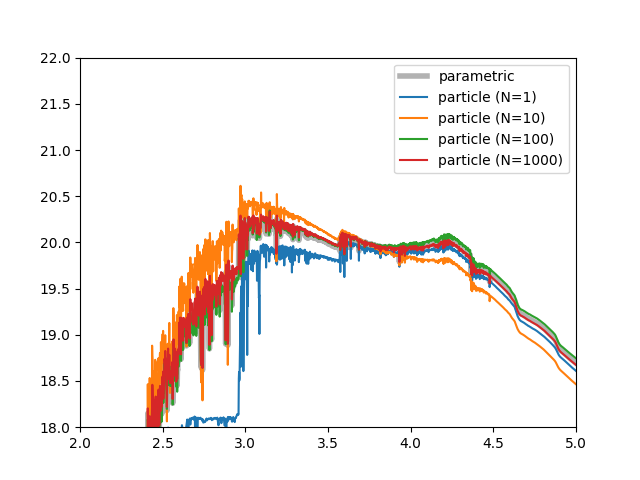 22.0
21.5
21.0
20.5
20.0
19.5
19.0
18.5
18.0
2.0 2.5 3.0 3.5 4.0 4.5 5.0
parametric
particle (N=1)
particle (N=10)
particle (N=100)
particle (N=1000)